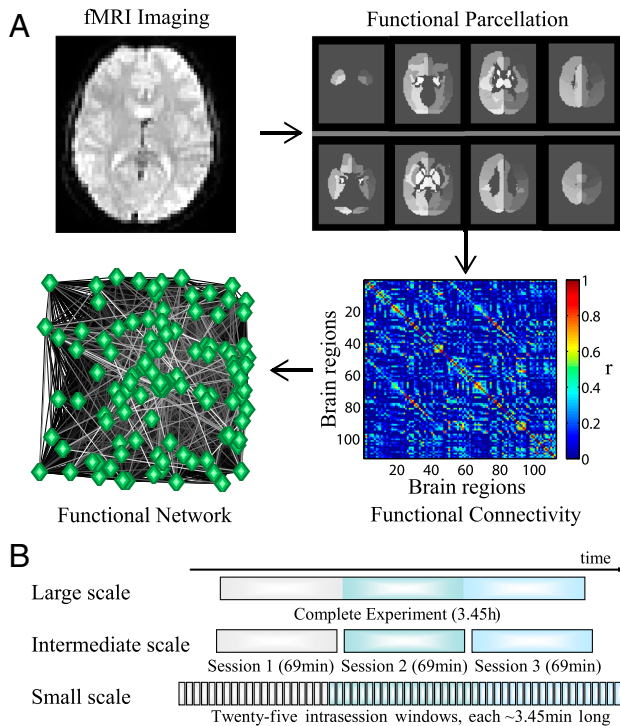 A
fMRI Imaging
Functional Parcellation
20
40
60
80
100
Brain regions
20 40 60 80 100
Brain regions
1
0.8
0.6
0.4
0.2
0
r
Functional Network
Functional Connectivity
B
time
Large scale
Complete Experiment (3.45h)
Intermediate scale
Session 1 (69min) Session 2 (69min) Session 3 (69min)
Small scale
Twenty-five intrasession windows, each ~3.45min long